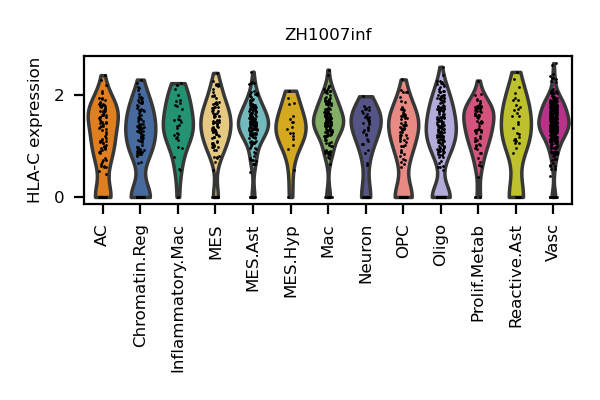 ZH1007inf
HLA-C expression
2
0
AC
Chromatin.Reg
Inflammatory.Mac
MES
MES.Ast
MES.Hyp
Mac
Neuron
OPC
Oligo
Prolif.Metab
Reactive.Ast
Vasc